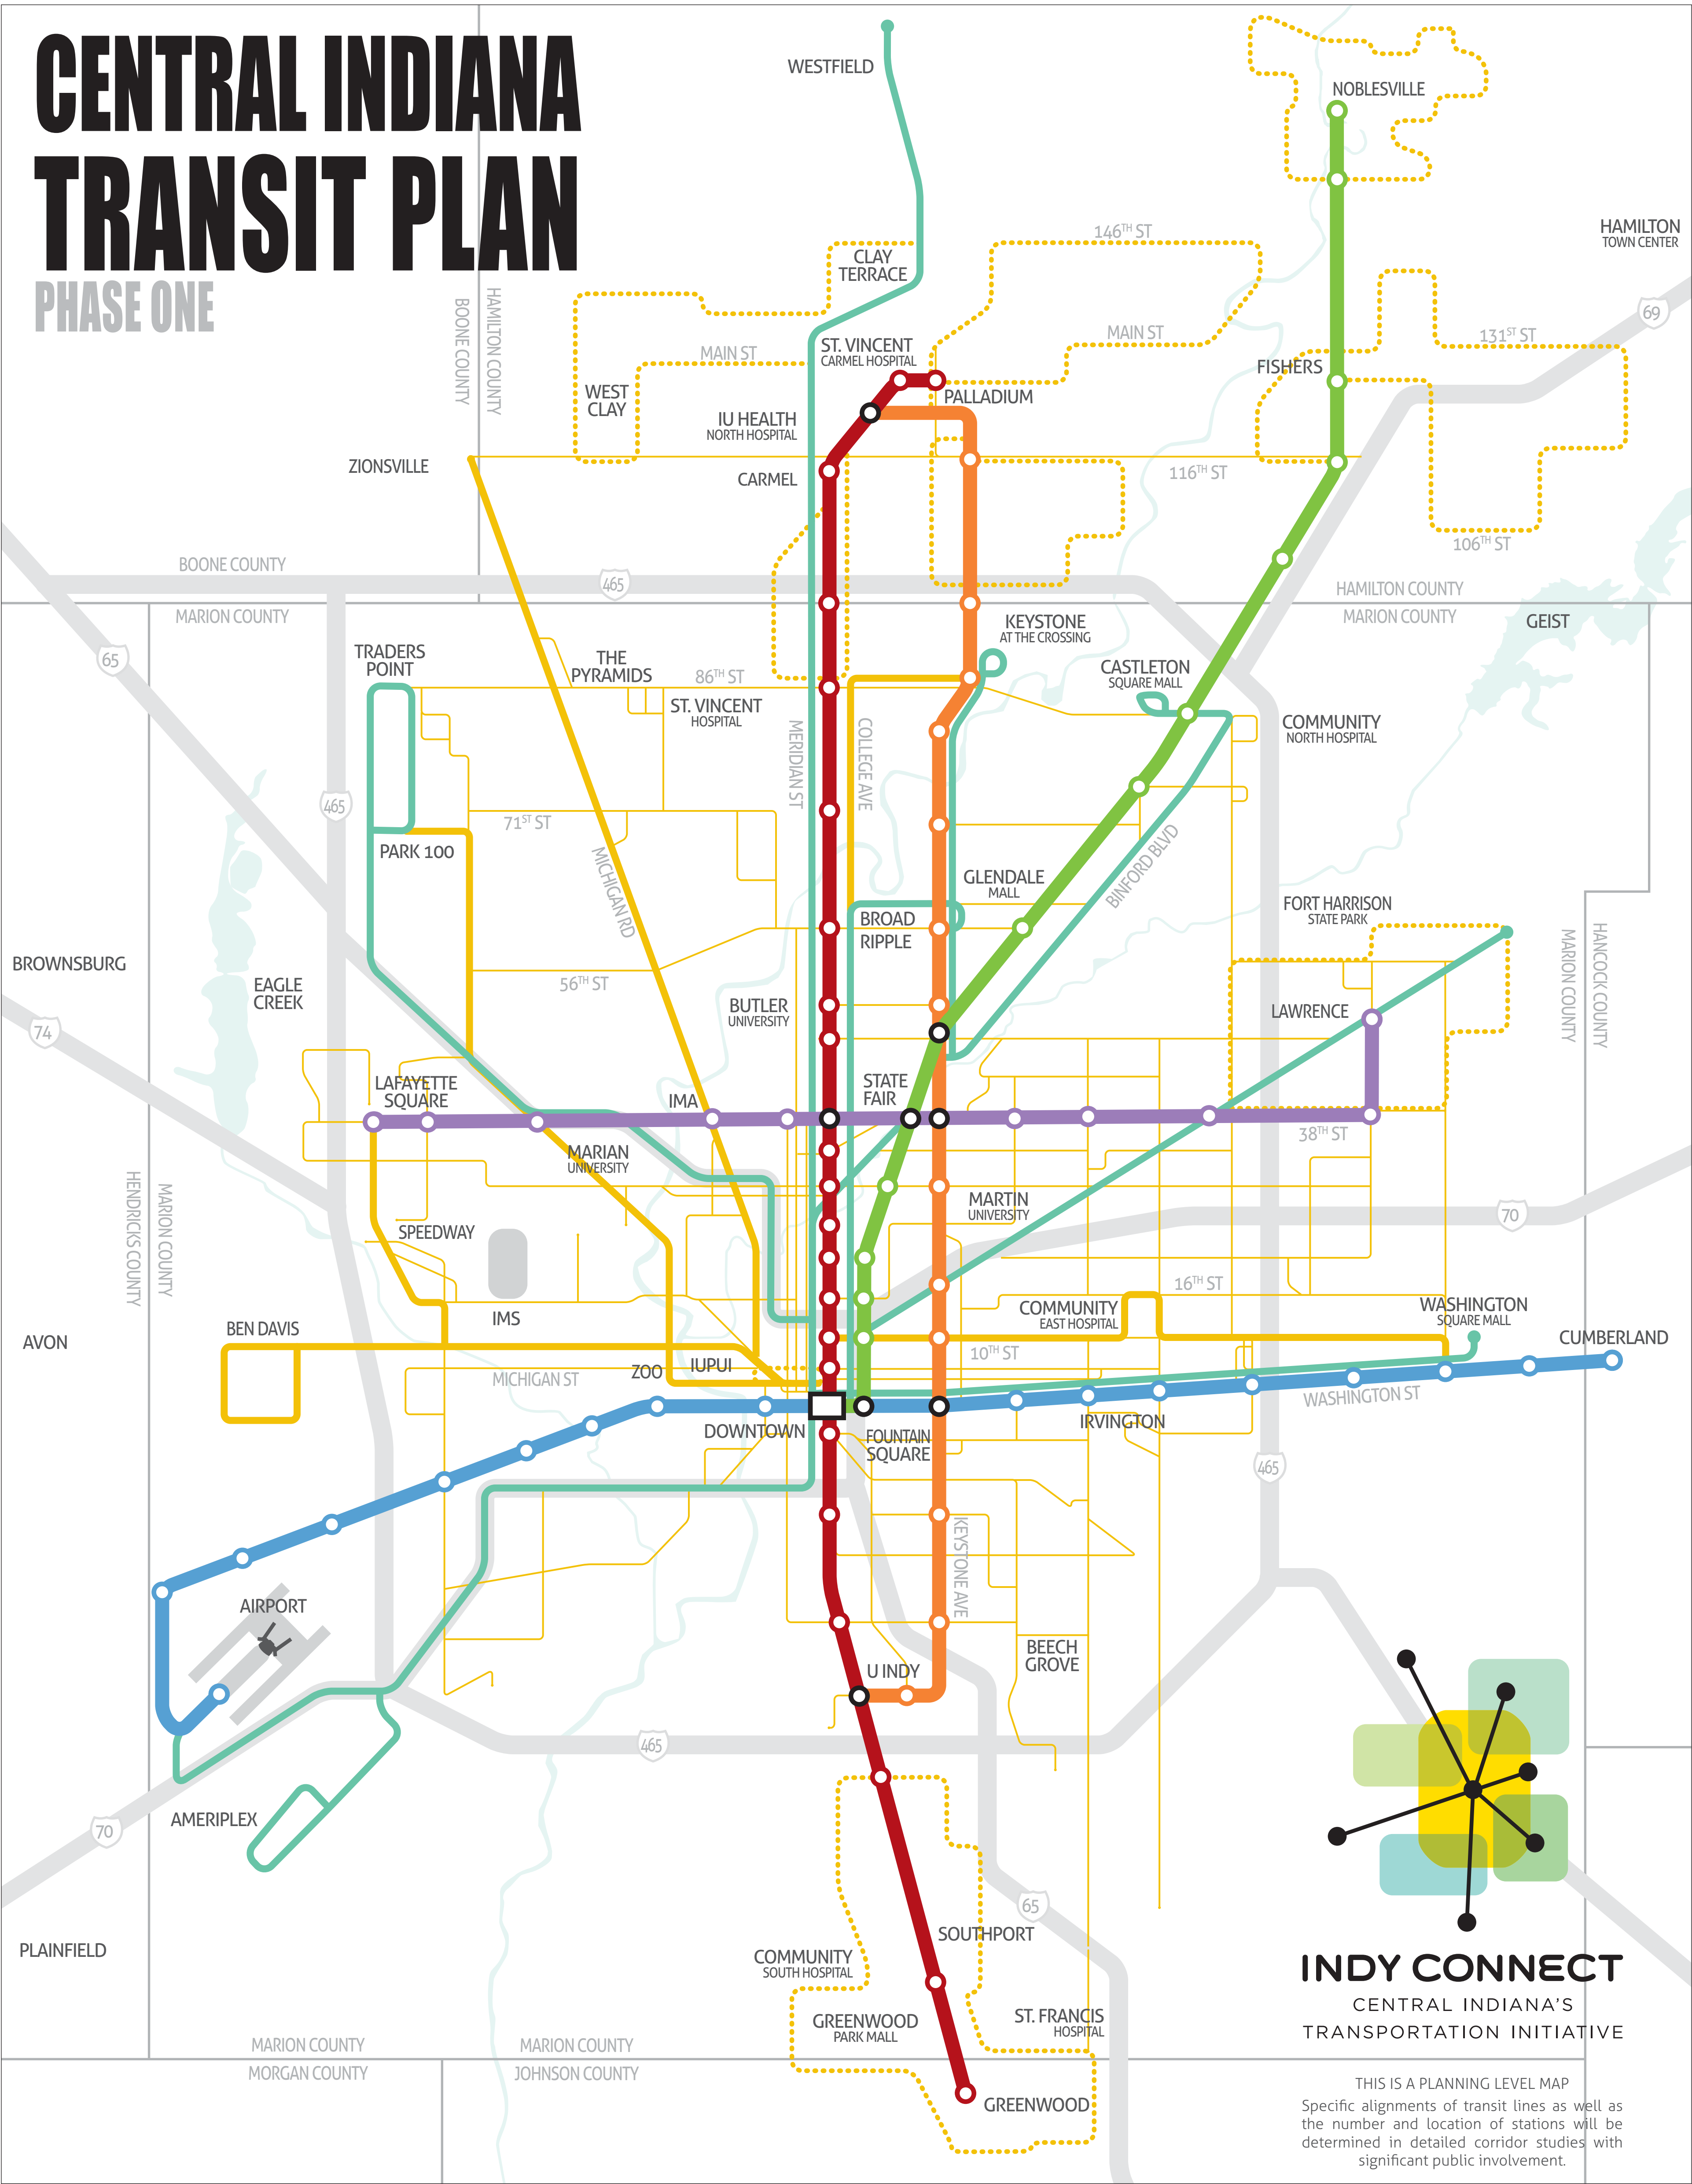 CENTRAL INDIANA
TRANSIT PLAN
PHASE ONE
WESTFIELD
NOBLESVILLE
HAMILTON
TOWN CENTER
146TH ST
CLAY
TERRACE
BOONE COUNTY
HAMILTON COUNTY
69
MAIN ST
131ST ST
ST. VINCENT
CARMEL HOSPITAL
MAIN ST
FISHERS
WEST
CLAY
PALLADIUM
IU HEALTH
NORTH HOSPITAL
ZIONSVILLE
116TH ST
CARMEL
106TH ST
BOONE COUNTY
465
HAMILTON COUNTY
MARION COUNTY
MARION COUNTY
KEYSTONE
AT THE CROSSING
GEIST
65
TRADERS
POINT
THE
PYRAMIDS
86TH ST
CASTLETON
SQUARE MALL
ST. VINCENT
HOSPITAL
COMMUNITY
NORTH HOSPITAL
MERIDIAN ST
COLLEGE AVE
465
71ST ST
PARK 100
MICHIGAN RD
BINFORD BLVD
GLENDALE
MALL
FORT HARRISON
STATE PARK
BROAD
RIPPLE
MARION COUNTY
HANCOCK COUNTY
BROWNSBURG
EAGLE
CREEK
56TH ST
BUTLER
UNIVERSITY
LAWRENCE
74
LAFAYETTE
SQUARE
IMA
STATE
FAIR
38TH ST
MARIAN
UNIVERSITY
HENDRICKS COUNTY
MARION COUNTY
MARTIN
UNIVERSITY
70
SPEEDWAY
16TH ST
IMS
COMMUNITY
EAST HOSPITAL
WASHINGTON
SQUARE MALL
BEN DAVIS
AVON
CUMBERLAND
10TH ST
ZOO
IUPUI
MICHIGAN ST
WASHINGTON ST
DOWNTOWN
FOUNTAIN
SQUARE
IRVINGTON
465
KEYSTONE AVE
AIRPORT
BEECH
GROVE
U INDY
465
AMERIPLEX
70
65
SOUTHPORT
PLAINFIELD
COMMUNITY
SOUTH HOSPITAL
INDY CONNECT
CENTRAL INDIANA'S
TRANSPORTATION INITIATIVE
GREENWOOD
PARK MALL
ST. FRANCIS
HOSPITAL
MARION COUNTY
MORGAN COUNTY
MARION COUNTY
JOHNSON COUNTY
GREENWOOD
THIS IS A PLANNING LEVEL MAP
Specific alignments of transit lines as well as
the number and location of stations will be
determined in detailed corridor studies with
significant public involvement.